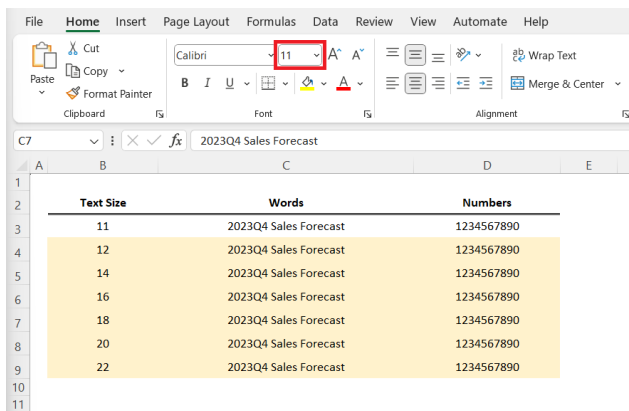 File Home Insert Page Layout Formulas Data Review View Automate Help
Paste
Cut
Copy
Format Painter
Clipboard
Calibri 11 A^ A˅
B I U A
Font
ab Wrap Text
Merge & Center
Alignment
C7 fx 2023Q4 Sales Forecast
A B C D E
1
2 Text Size Words Numbers
3 11 2023Q4 Sales Forecast 1234567890
4 12 2023Q4 Sales Forecast 1234567890
5 14 2023Q4 Sales Forecast 1234567890
6 16 2023Q4 Sales Forecast 1234567890
7 18 2023Q4 Sales Forecast 1234567890
8 20 2023Q4 Sales Forecast 1234567890
9 22 2023Q4 Sales Forecast 1234567890
10
11